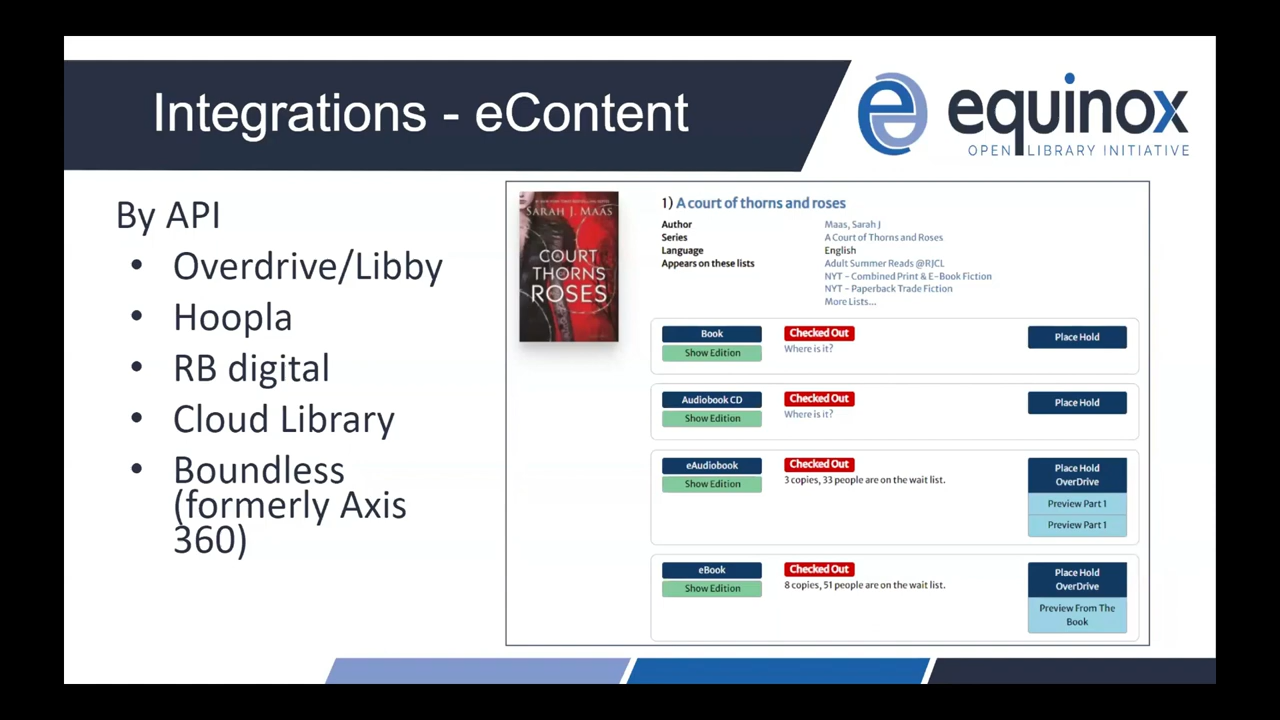 Integrations - eContent
equinox
OPEN LIBRARY INITIATIVE
By API
• Overdrive/Libby
• Hoopla
• RB digital
• Cloud Library
• Boundless
(formerly Axis
360)
SARAH J. MAAS
A
COURT
OF
THORNS
AND
ROSES
1) A court of thorns and roses
Author Maas, Sarah J
Series A Court of Thorns and Roses
Language English
Appears on these lists Adult Summer Reads @RJCL
NYT - Combined Print & E-Book Fiction
NYT - Paperback Trade Fiction
More Lists...
Book Checked Out Place Hold
Show Edition Where is it?
Audiobook CD Checked Out Place Hold
Show Edition Where is it?
eAudiobook Checked Out Place Hold
OverDrive
Show Edition 3 copies, 33 people are on the wait list.
Preview Part 1
Preview Part 1
eBook Checked Out Place Hold
OverDrive
Show Edition 8 copies, 51 people are on the wait list.
Preview From The
Book